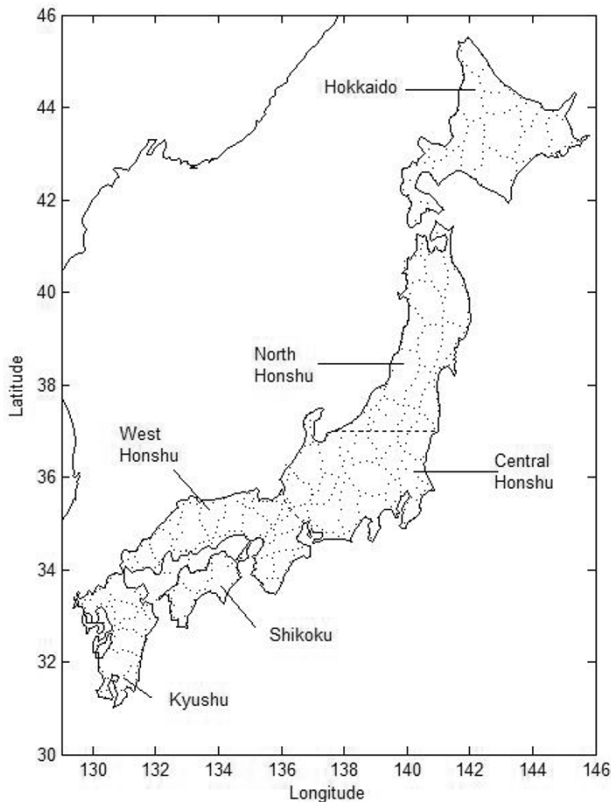 46
Hokkaido
44
42
40
North
Honshu
38
West
Honshu
Central
Honshu
36
34
Shikoku
32
Kyushu
30
130 132 134 136 138 140 142 144 146
Longitude
Latitude